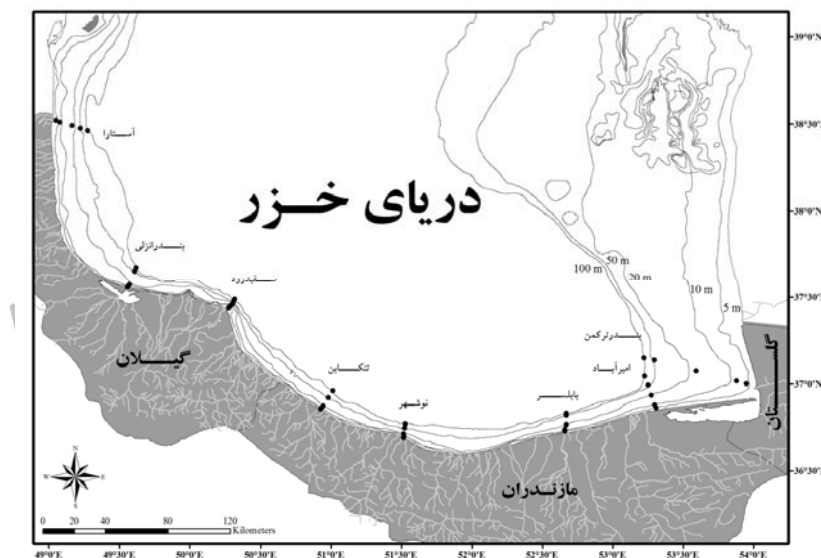 39°0'N
38°30'N
38°0'N
37°30'N
37°0'N
36°30'N
آستارا
دریای خزر
بندرانزلی
سفیدرود
100 m
50 m
20 m
10 m
5 m
بندرترکمن
امیرآباد
گیلان
تنکابن
نوشهر
بابلسر
گلستان
مازندران
N
W
E
S
0 20 40 80 120
Kilometers
49°0'E 49°30'E 50°0'E 50°30'E 51°0'E 51°30'E 52°0'E 52°30'E 53°0'E 53°30'E 54°0'E